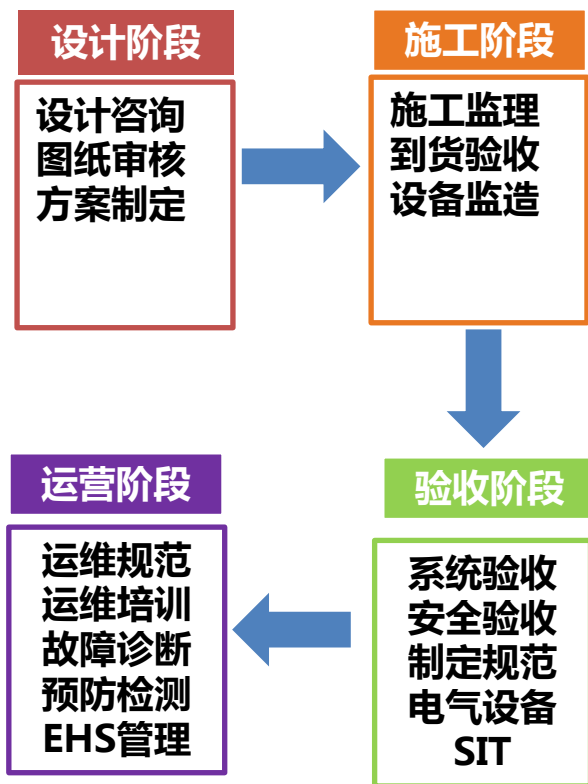 设计阶段
设计咨询
图纸审核
方案制定
施工阶段
施工监理
到货验收
设备监造
验收阶段
系统验收
安全验收
制定规范
电气设备
SIT
运营阶段
运维规范
运维培训
故障诊断
预防检测
EHS管理